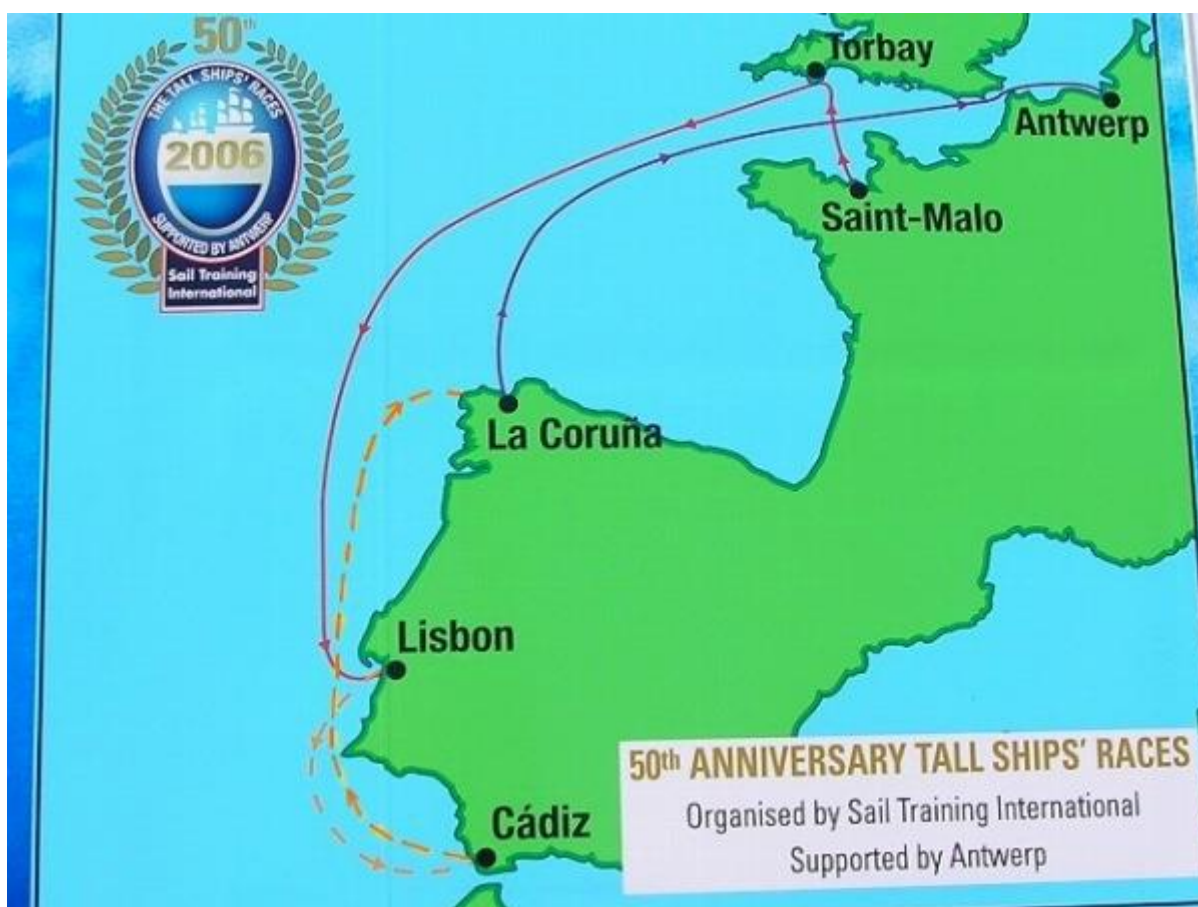 50th
THE TALL SHIPS' RACES
2006
SUPPORTED BY ANTWERP
Sail Training
International
Torbay
Antwerp
Saint-Malo
La Coruña
Lisbon
Cádiz
50th ANNIVERSARY TALL SHIPS' RACES
Organised by Sail Training International
Supported by Antwerp